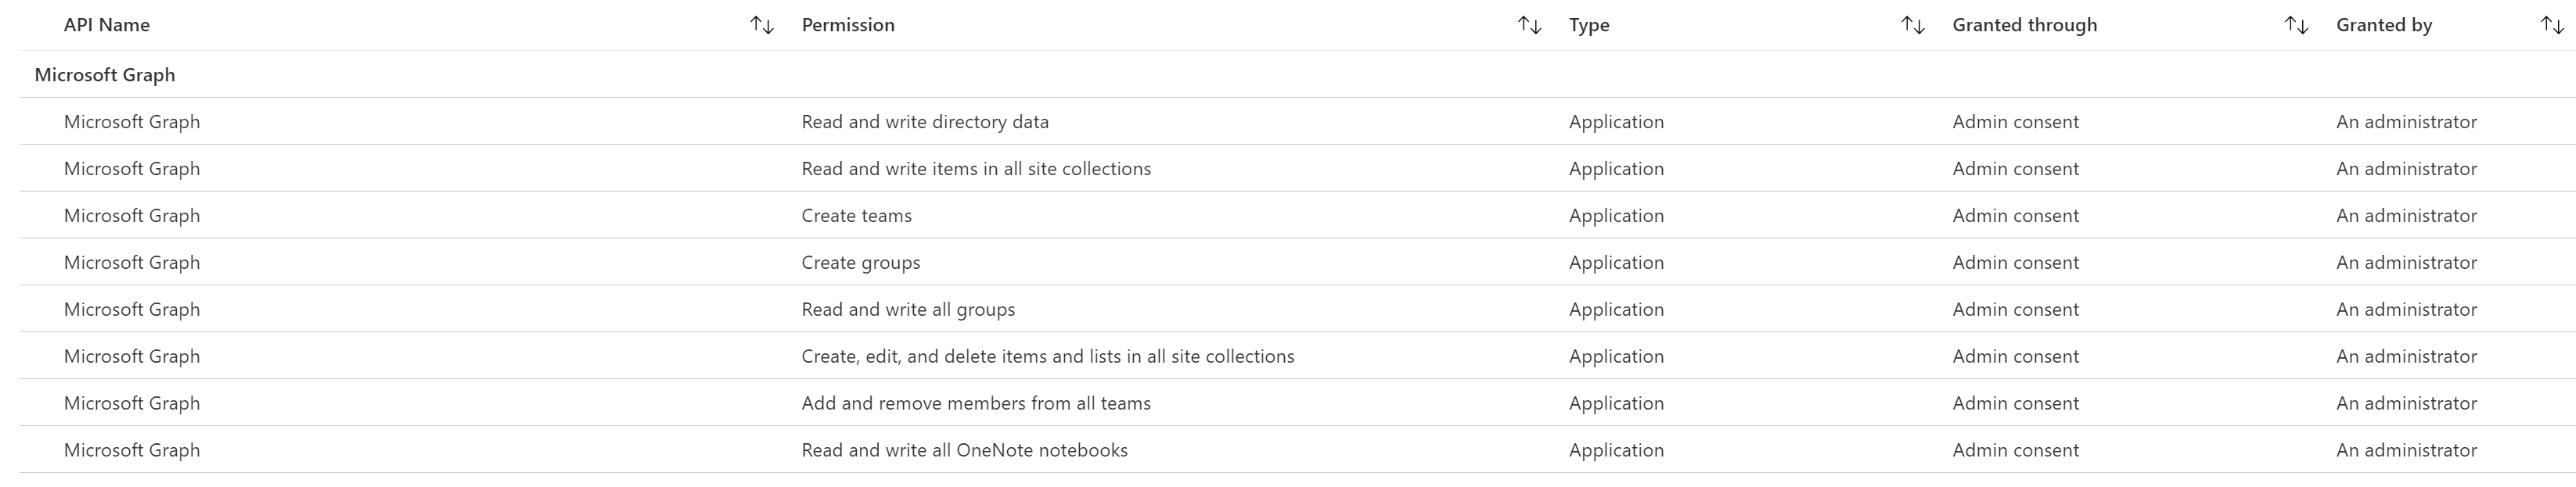 API Name Permission Type Granted through Granted by
Microsoft Graph
Microsoft Graph Read and write directory data Application Admin consent An administrator
Microsoft Graph Read and write items in all site collections Application Admin consent An administrator
Microsoft Graph Create teams Application Admin consent An administrator
Microsoft Graph Create groups Application Admin consent An administrator
Microsoft Graph Read and write all groups Application Admin consent An administrator
Microsoft Graph Create, edit, and delete items and lists in all site collections Application Admin consent An administrator
Microsoft Graph Add and remove members from all teams Application Admin consent An administrator
Microsoft Graph Read and write all OneNote notebooks Application Admin consent An administrator